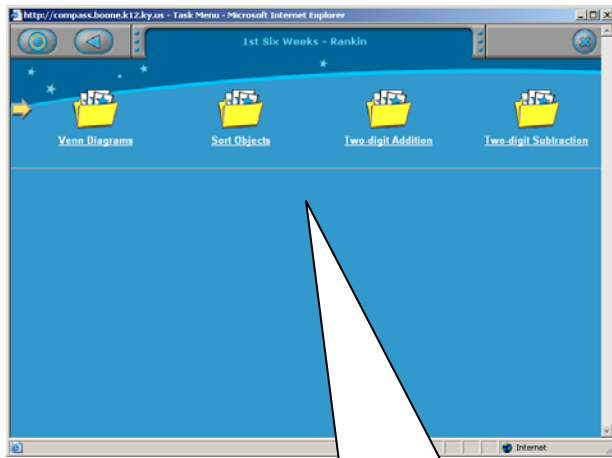 http://compass.boone.k12.ky.us - Task Menu - Microsoft Internet Explorer
1st Six Weeks - Rankin
Venn Diagrams
Sort Objects
Two-digit Addition
Two-digit Subtraction
Internet